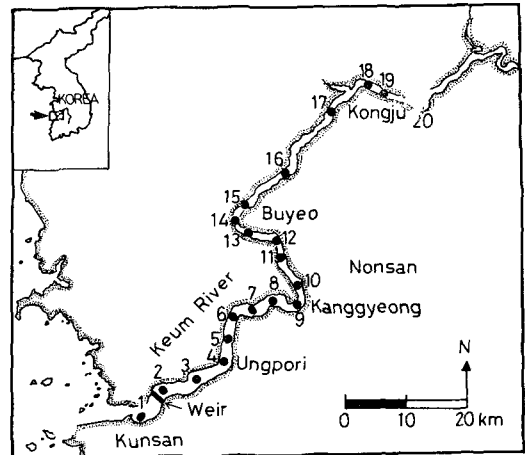 KOREA
18
19
17
Kongju
20
16
15
14
Buyeo
13
12
11
Nonsan
10
Keum River
8
7
9
Kanggyeong
6
5
4
Ungpori
3
2
1
Weir
Kunsan
N
0 10 20 km